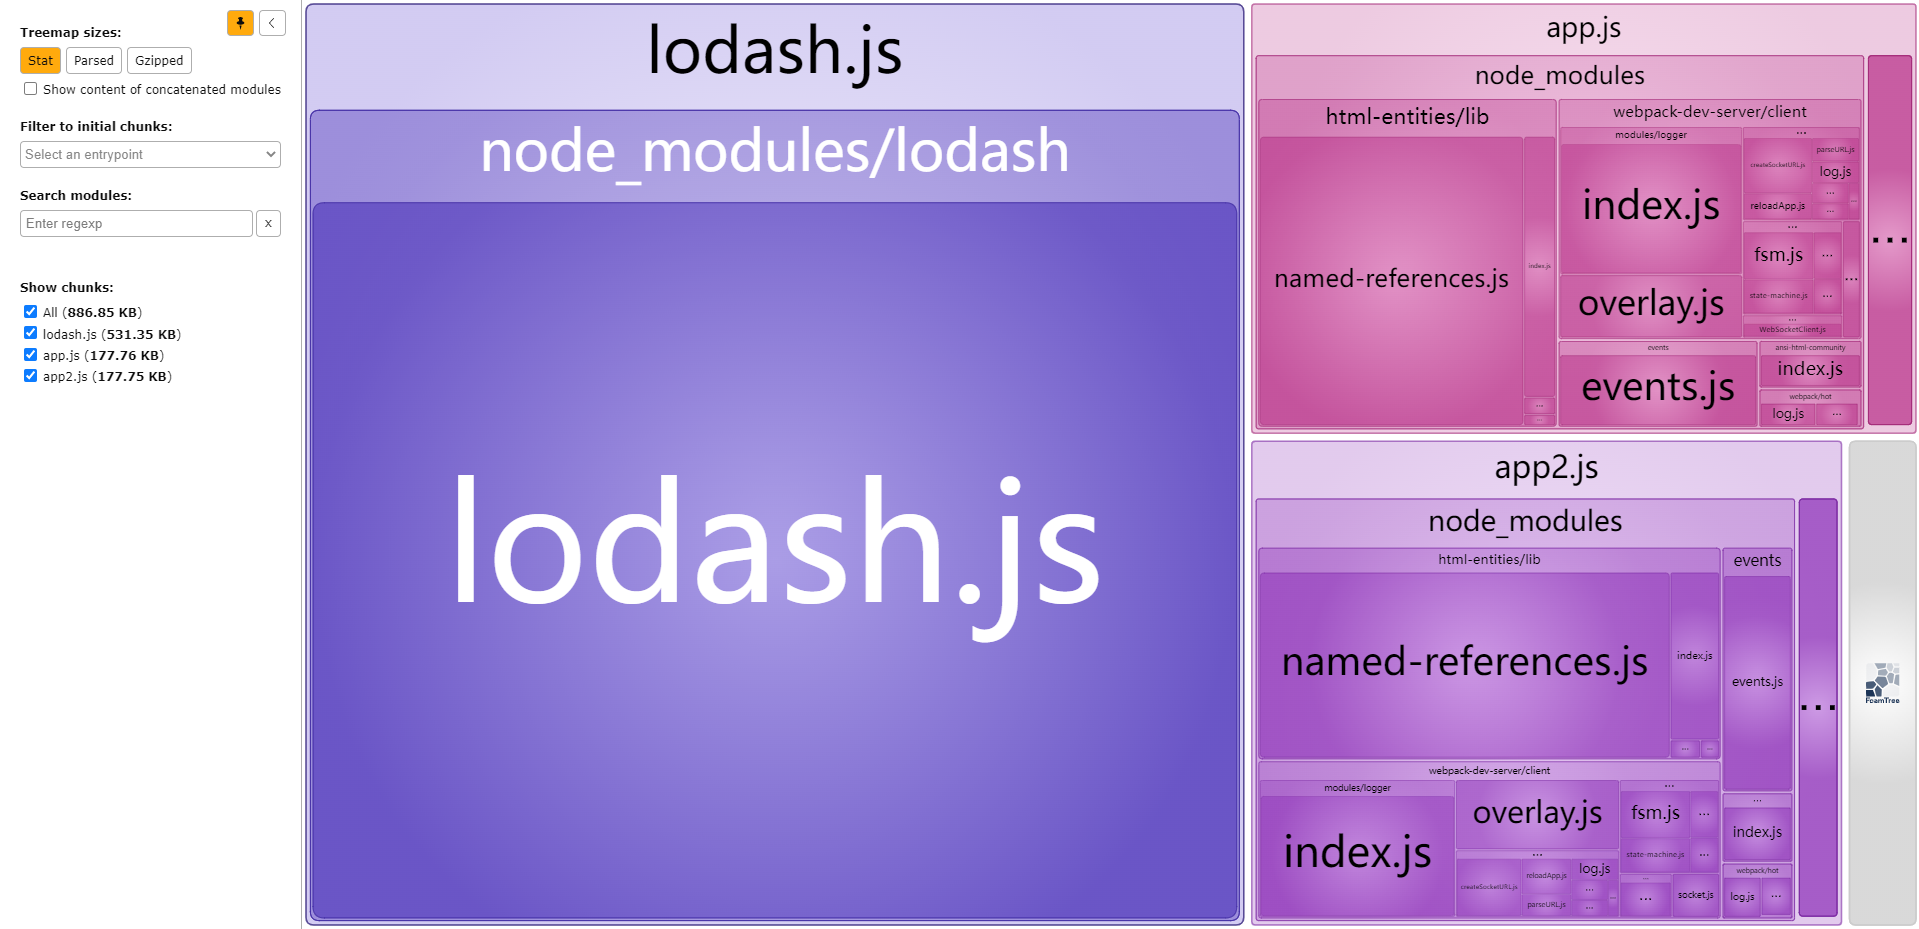 Treemap sizes:
Stat
Parsed
Gzipped
Show content of concatenated modules
Filter to initial chunks:
Select an entrypoint
Search modules:
Enter regexp
x
Show chunks:
All (886.85 KB)
lodash.js (531.35 KB)
app.js (177.76 KB)
app2.js (177.75 KB)
lodash.js
node_modules/lodash
lodash.js
app.js
node_modules
html-entities/lib
named-references.js
index.js
...
...
webpack-dev-server/client
modules/logger
index.js
overlay.js
...
createSocketURL.js
parseURL.js
log.js
reloadApp.js
...
...
...
...
fsm.js
...
state-machine.js
...
...
...
WebSocketClient.js
events
events.js
ansi-html-community
index.js
webpack/hot
log.js
...
...
app2.js
node_modules
html-entities/lib
named-references.js
index.js
...
...
events
events.js
webpack-dev-server/client
modules/logger
index.js
overlay.js
...
createSocketURL.js
reloadApp.js
parseURL.js
log.js
...
...
...
...
fsm.js
...
state-machine.js
...
...
...
socket.js
...
index.js
webpack/hot
log.js
...
...
FoamTree